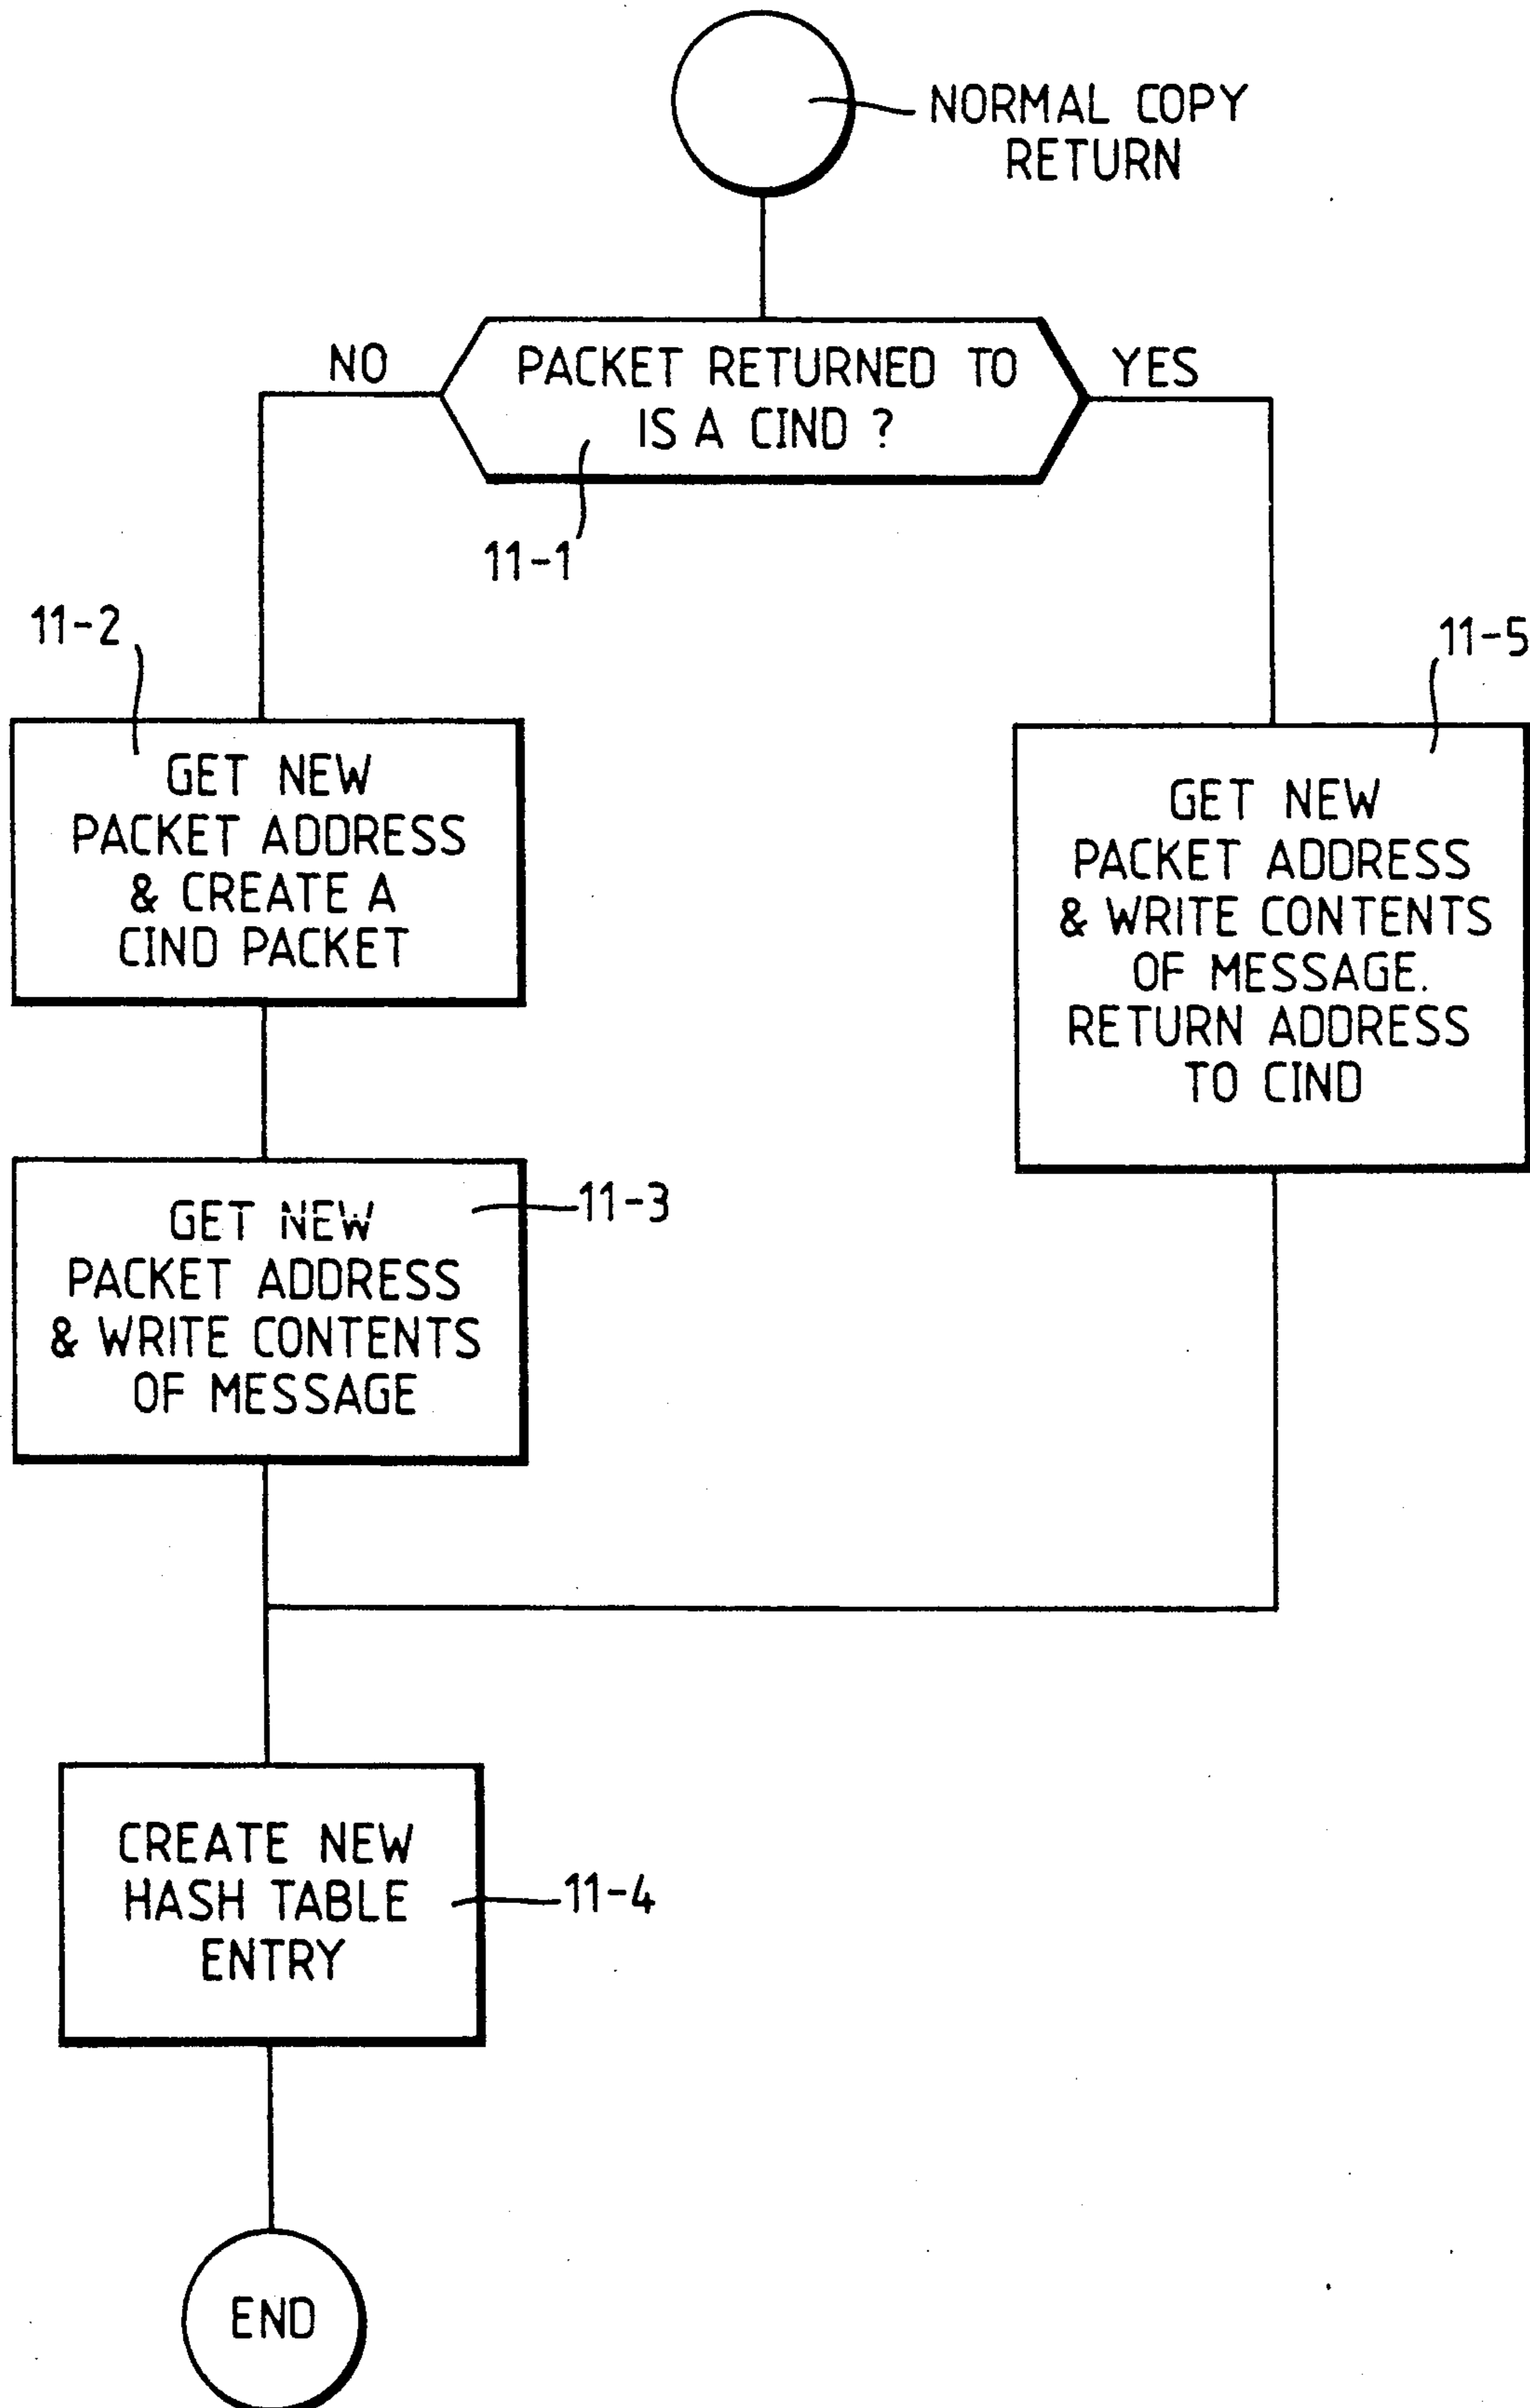 NORMAL COPY
RETURN
NO
PACKET RETURNED TO
IS A CIND ?
YES
11-1
11-2
GET NEW
PACKET ADDRESS
& CREATE A
CIND PACKET
11-5
GET NEW
PACKET ADDRESS
& WRITE CONTENTS
OF MESSAGE.
RETURN ADDRESS
TO CIND
11-3
GET NEW
PACKET ADDRESS
& WRITE CONTENTS
OF MESSAGE
CREATE NEW
HASH TABLE
ENTRY
11-4
END